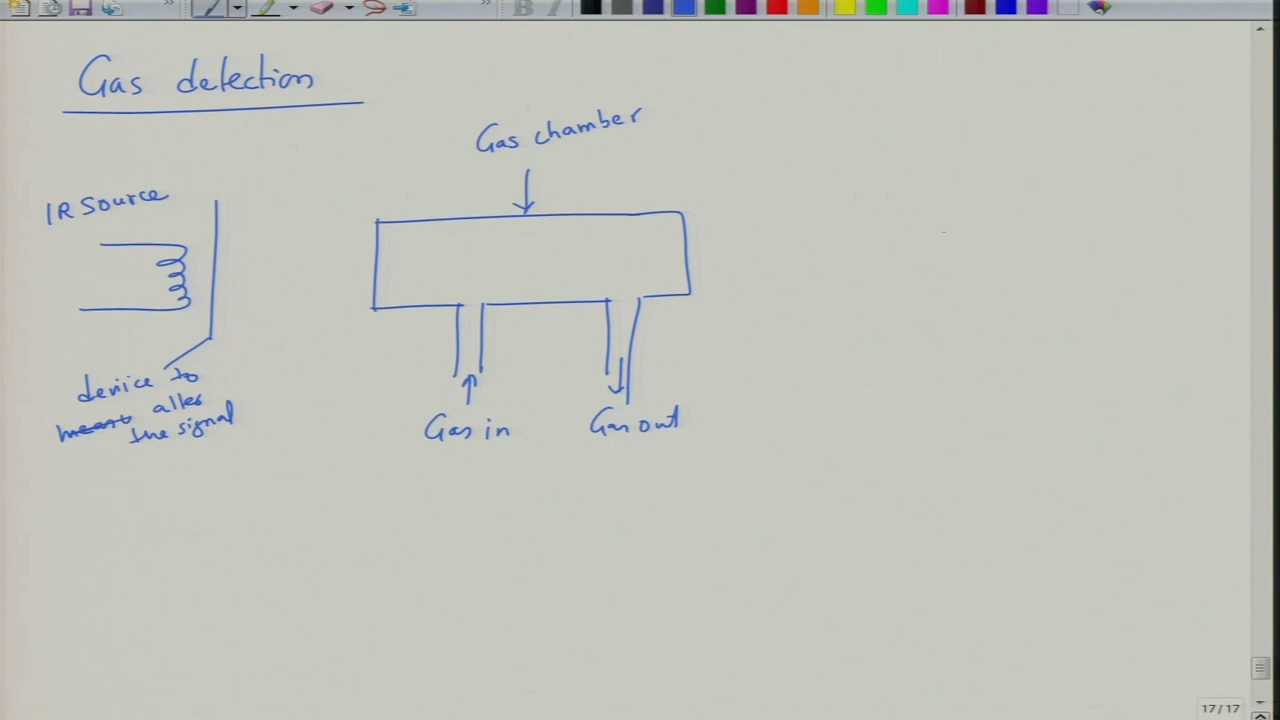 Gas detection
Gas chamber
IR Source
device to
alter
the signal
Gas in
Gas out
17/17